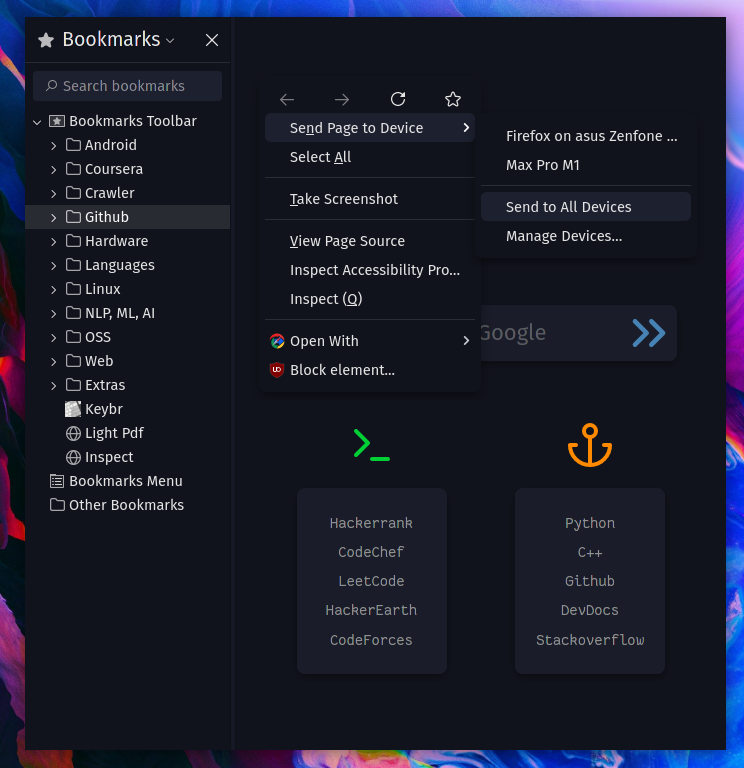 Bookmarks
Search bookmarks
Bookmarks Toolbar
Android
Coursera
Crawler
Github
Hardware
Languages
Linux
NLP, ML, AI
OSS
Web
Extras
Keybr
Light Pdf
Inspect
Bookmarks Menu
Other Bookmarks
Send Page to Device
Select All
Take Screenshot
View Page Source
Inspect Accessibility Pro...
Inspect (Q)
Open With
UO
Block element...
Firefox on asus Zenfone ...
Max Pro M1
Send to All Devices
Manage Devices...
Google
Hackerrank
CodeChef
LeetCode
HackerEarth
CodeForces
Python
C++
Github
DevDocs
Stackoverflow